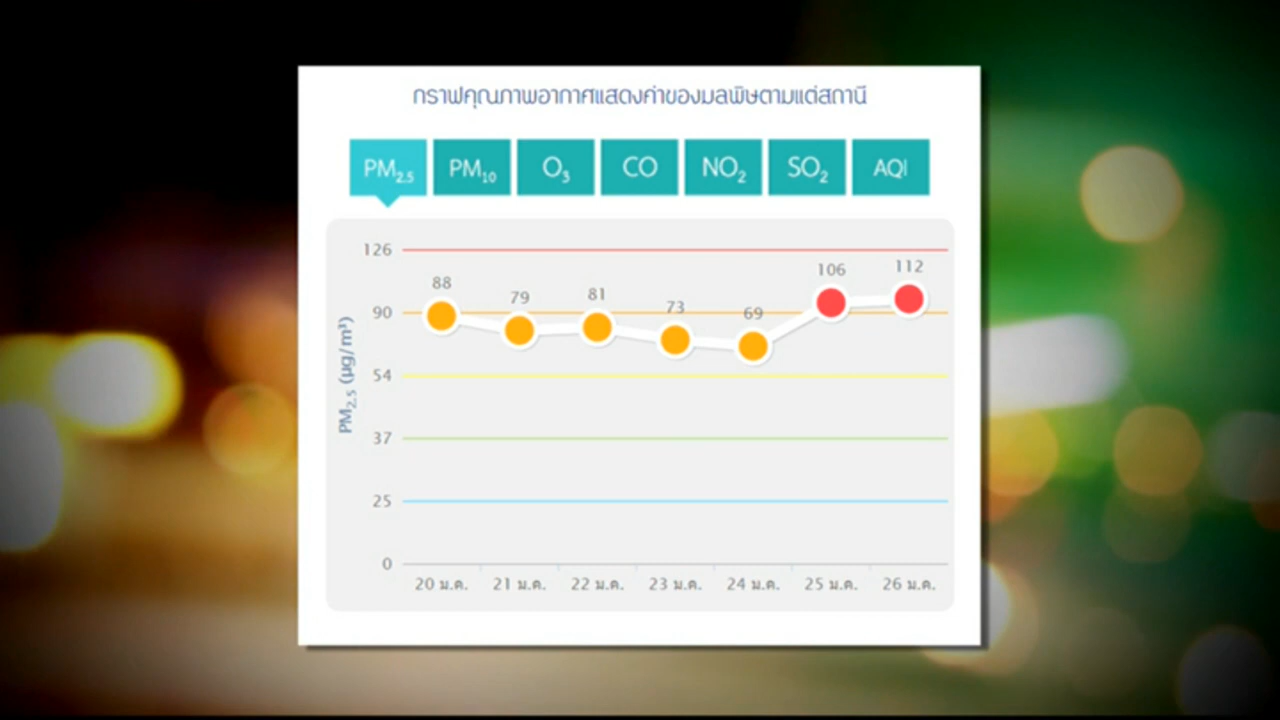 กราฟคุณภาพอากาศแสดงค่าของมลพิษตามแต่สถานี
PM2.5 PM10 O3 CO NO2 SO2 AQI
PM2.5 (µg/m³)
126
90
54
37
25
0
88 79 81 73 69 106 112
20 ม.ค. 21 ม.ค. 22 ม.ค. 23 ม.ค. 24 ม.ค. 25 ม.ค. 26 ม.ค.